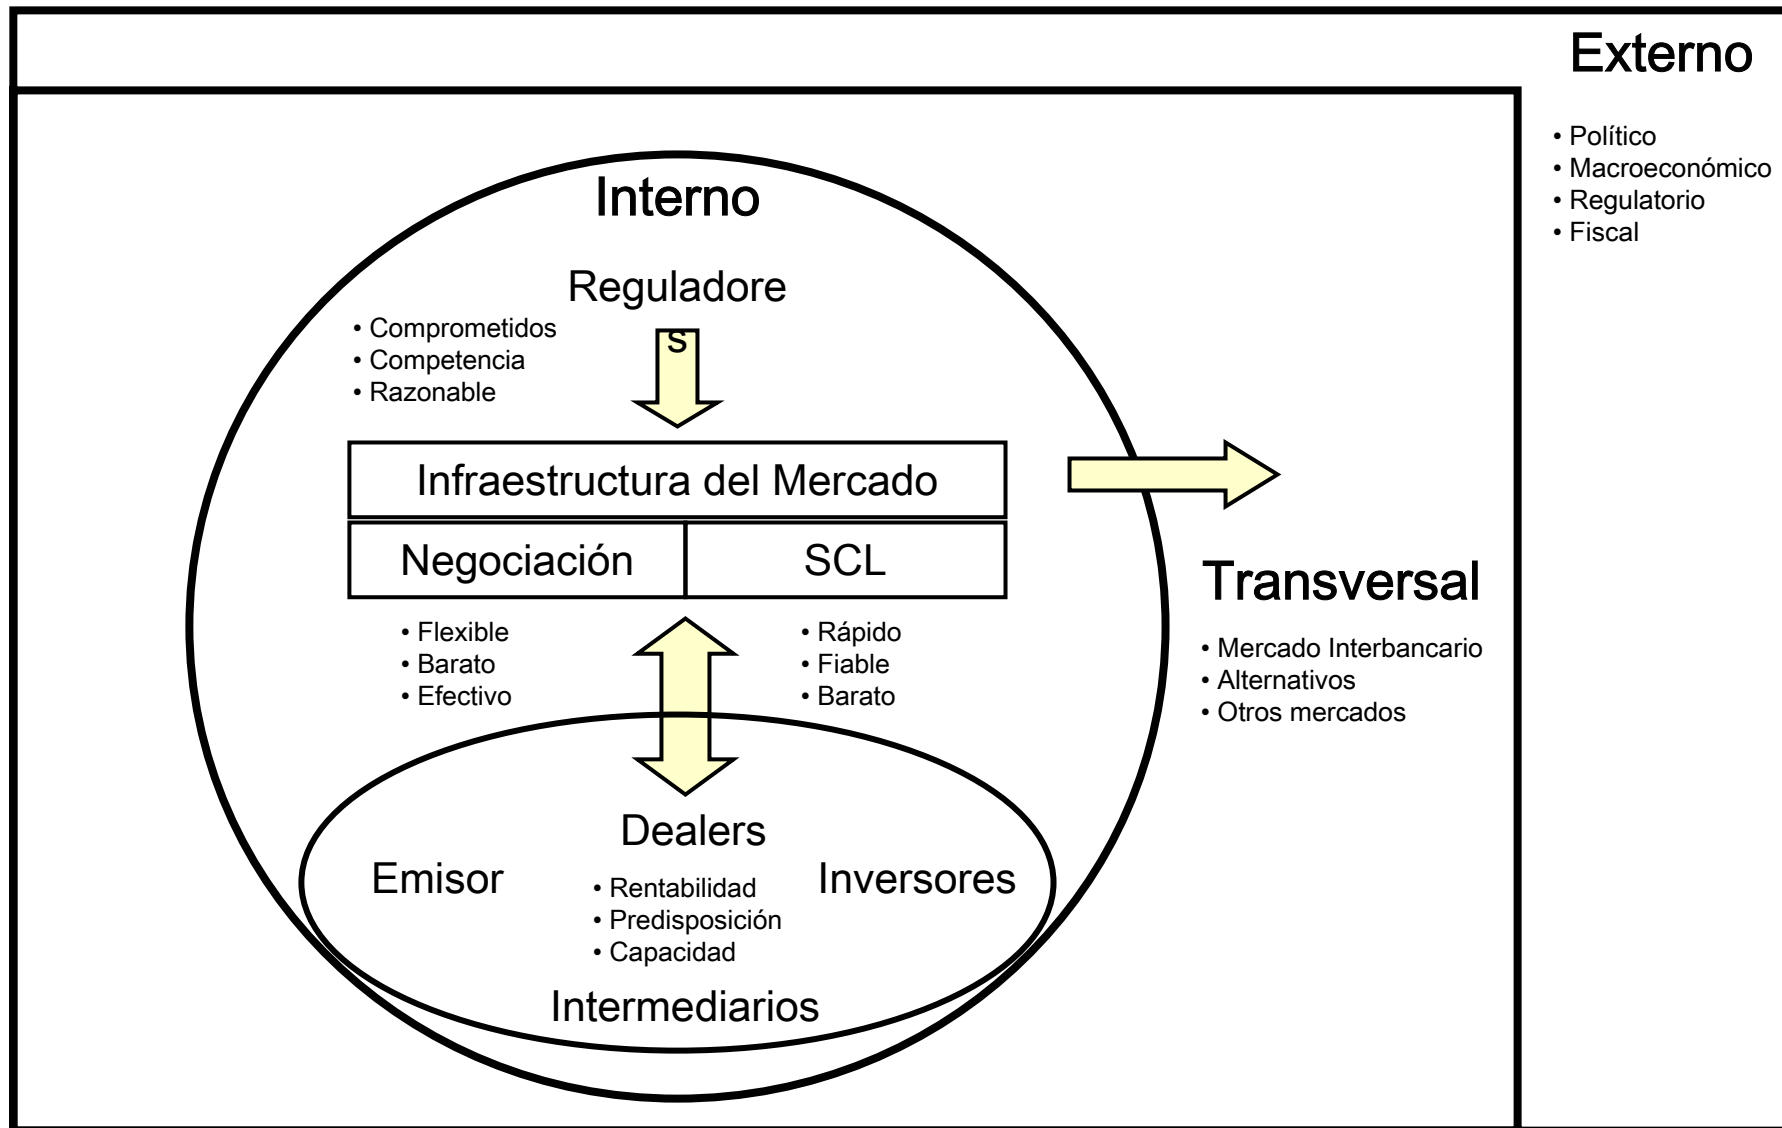 Externo
• Político
• Macroeconómico
• Regulatorio
• Fiscal
Interno
Reguladore
s
• Comprometidos
• Competencia
• Razonable
Infraestructura del Mercado
Negociación
SCL
• Flexible
• Barato
• Efectivo
• Rápido
• Fiable
• Barato
Transversal
• Mercado Interbancario
• Alternativos
• Otros mercados
Dealers
Emisor
Inversores
• Rentabilidad
• Predisposición
• Capacidad
Intermediarios